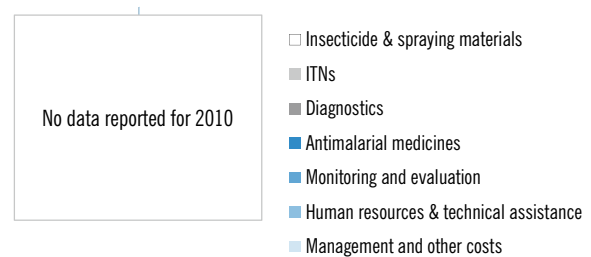 No data reported for 2010
Insecticide & spraying materials
ITNs
Diagnostics
Antimalarial medicines
Monitoring and evaluation
Human resources & technical assistance
Management and other costs